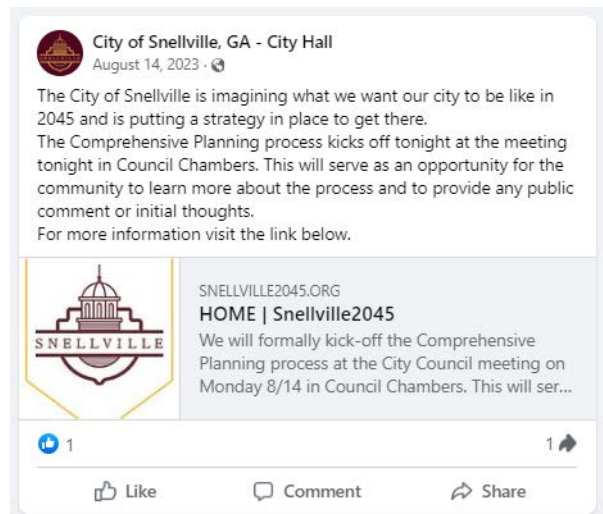 City of Snellville, GA - City Hall
August 14, 2023 ·
The City of Snellville is imagining what we want our city to be like in
2045 and is putting a strategy in place to get there.
The Comprehensive Planning process kicks off tonight at the meeting
tonight in Council Chambers. This will serve as an opportunity for the
community to learn more about the process and to provide any public
comment or initial thoughts.
For more information visit the link below.
SNELLVILLE
SNELLVILLE2045.ORG
HOME | Snellville2045
We will formally kick-off the Comprehensive
Planning process at the City Council meeting on
Monday 8/14 in Council Chambers. This will ser...
1
1
Like
Comment
Share